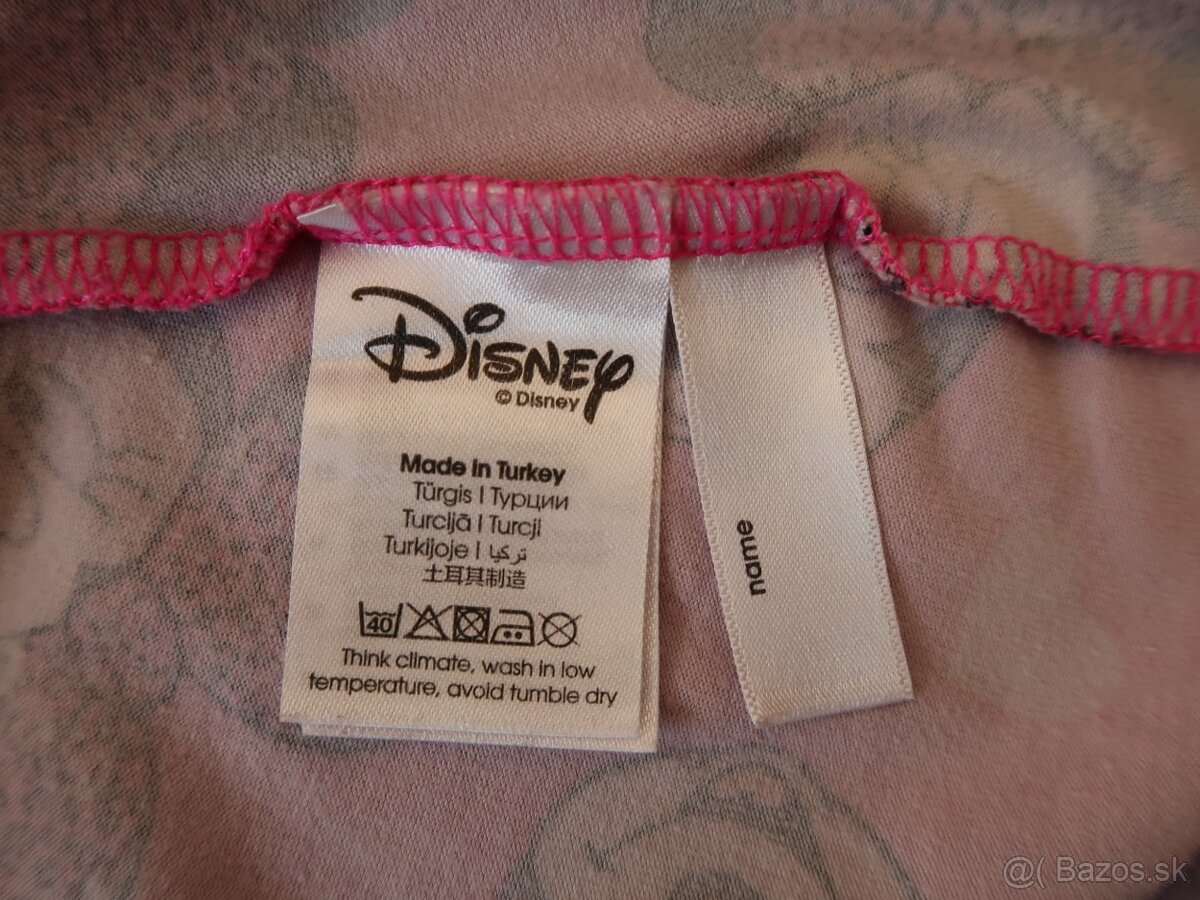 Disney
© Disney
Made in Turkey
Türgis | Турции
Turcijā | Turcji
Turkijoje | تركيا
土耳其制造
40
Think climate, wash in low
temperature, avoid tumble dry
name
@( Bazos.sk